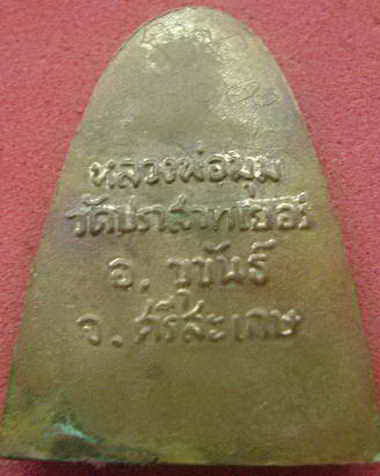 หลวงพ่อมุม
วัดปราสาทเยอร์
อ. ขุขันธ์
จ. ศรีสะเกษ